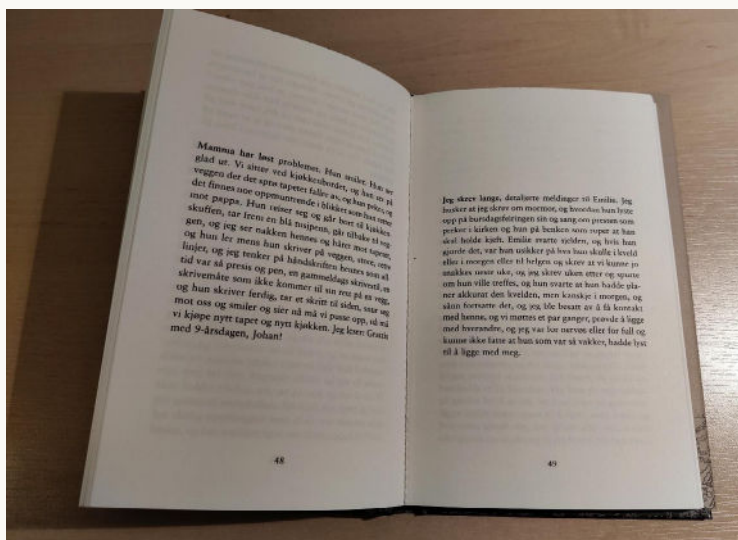 Mamma har løst problemet. Hun smiler. Hun ser
glad ut. Vi sitter ved kjøkkenbordet, og hun ser på
veggen der det sprø tapetet faller av, og hun peker, og
det finnes noe oppmuntrende i blikket som hun retter
mot pappa. Hun reiser seg og går bort til kjøkken-
skuffen, tar frem en blå tusjpenn, går tilbake til veg-
gen, og jeg ser nakken hennes og håret mot tapetet,
og hun ler mens hun skriver på veggen, store, rette
linjer, og jeg tenker på håndskriften hennes som all-
tid var så presis og pen, en gammeldags skrivestil, en
skrivemåte som ikke kommer til sin rett på en vegg,
og hun skriver ferdig, tar et skritt til siden, snur seg
mot oss og smiler og sier nå må vi pusse opp, nå må
vi kjøpe nytt tapet og nytt kjøkken. Jeg leser: Gratis
med 9-årsdagen, Johan!
48
Jeg skrev lange, detaljerte meldinger til Emilie. Jeg
husker at jeg skrev om mormor, og hvordan hun lyste
opp på bursdagsfeiringen sin og sang om pressen som
perker i kirken og hun på benken som roper at han
skal holde kjeft. Emilie svarte sjelden, og hvis hun
gjorde det, var hun usikker på hva hun skulle i kveld
eller i morgen eller til helgen og skrev at vi kunne jo
snakkes neste uke, og jeg skrev uken etter og spurte
om hun ville treffes, og hun svarte at hun hadde pla-
ner akkurat den kvelden, men kanskje i morgen, og
sånn fortsatte det, og jeg ble besatt av å få kontakt
med henne, og vi møttes et par ganger, prøvde å ligge
med hverandre, og jeg var for nervøs eller for full og
kunne ikke fatte at hun som var så vakker, hadde lyst
til å ligge med meg.
49